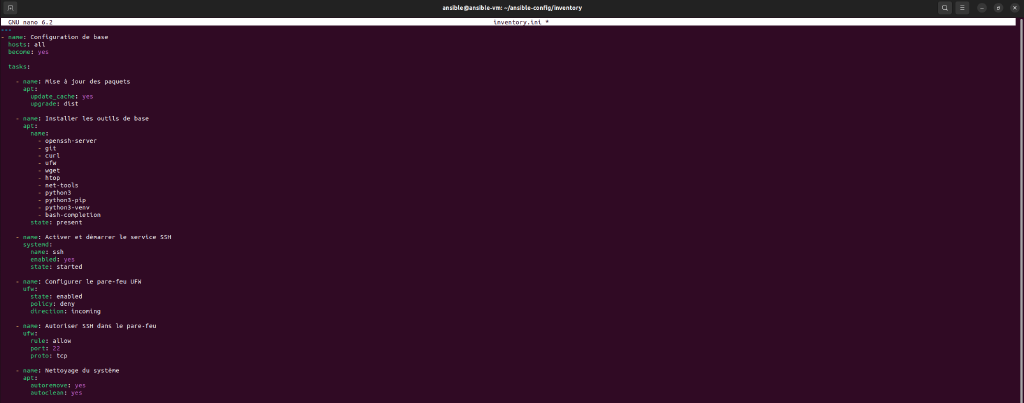 ansible@ansible-vm: ~/ansible-config/inventory
GNU nano 6.2 inventory.ini *
---
- name: Configuration de base
  hosts: all
  become: yes

  tasks:

    - name: Mise à jour des paquets
      apt:
        update_cache: yes
        upgrade: dist

    - name: Installer les outils de base
      apt:
        name:
          - openssh-server
          - git
          - curl
          - ufw
          - wget
          - htop
          - net-tools
          - python3
          - python3-pip
          - python3-venv
          - bash-completion
        state: present

    - name: Activer et démarrer le service SSH
      systemd:
        name: ssh
        enabled: yes
        state: started

    - name: Configurer le pare-feu UFW
      ufw:
        state: enabled
        policy: deny
        direction: incoming

    - name: Autoriser SSH dans le pare-feu
      ufw:
        rule: allow
        port: 22
        proto: tcp

    - name: Nettoyage du système
      apt:
        autoremove: yes
        autoclean: yes